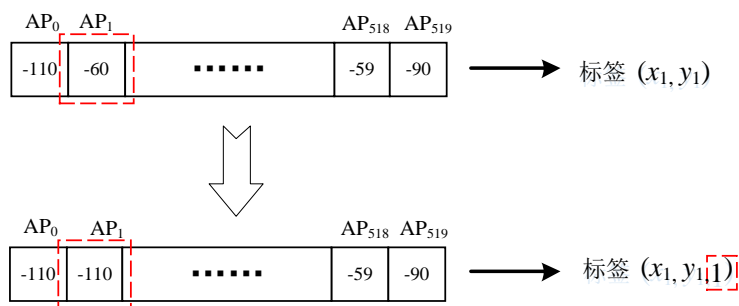 AP0 AP1 AP518 AP519
-110 -60 ▪▪▪▪▪▪ -59 -90 标签 (x1, y1)
AP0 AP1 AP518 AP519
-110 -110 ▪▪▪▪▪▪ -59 -90 标签 (x1, y1,1)